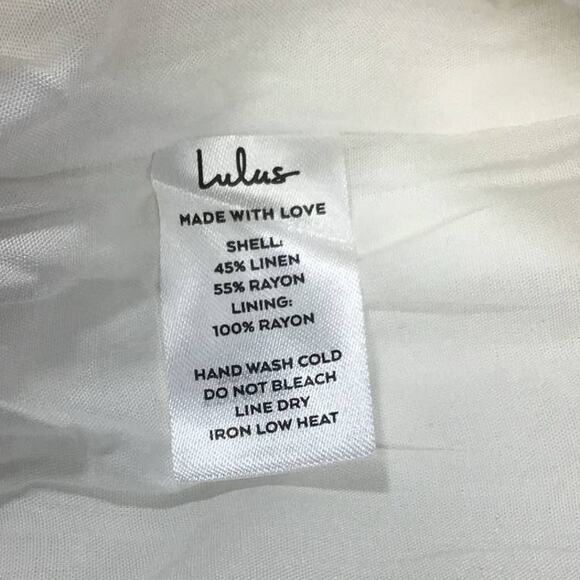 Lulus
MADE WITH LOVE
SHELL:
45% LINEN
55% RAYON
LINING:
100% RAYON
HAND WASH COLD
DO NOT BLEACH
LINE DRY
IRON LOW HEAT